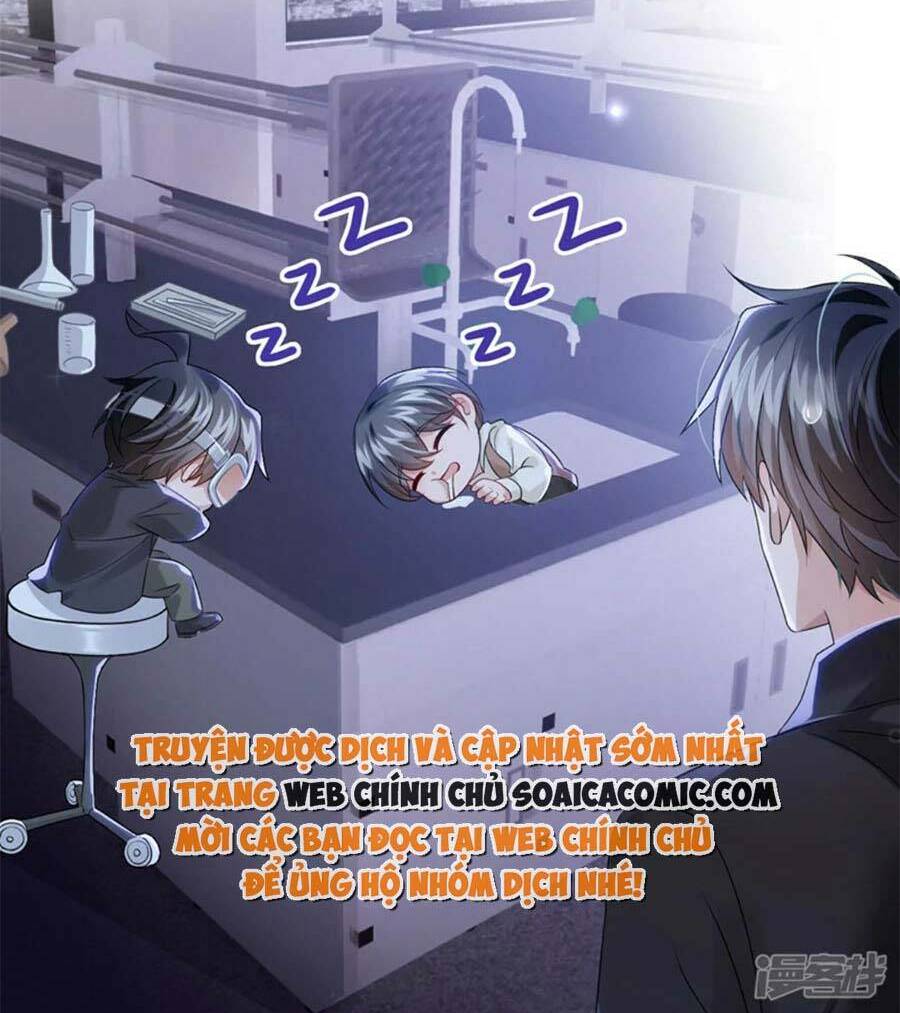 Z
Z
Z
Z
Z
Z
TRUYỆN ĐƯỢC DỊCH VÀ CẬP NHẬT SỚM NHẤT
TẠI TRANG WEB CHÍNH CHỦ SOAICACOMIC.COM
MỜI CÁC BẠN ĐỌC TẠI WEB CHÍNH CHỦ
ĐỂ ỦNG HỘ NHÓM DỊCH NHÉ!
漫客栈